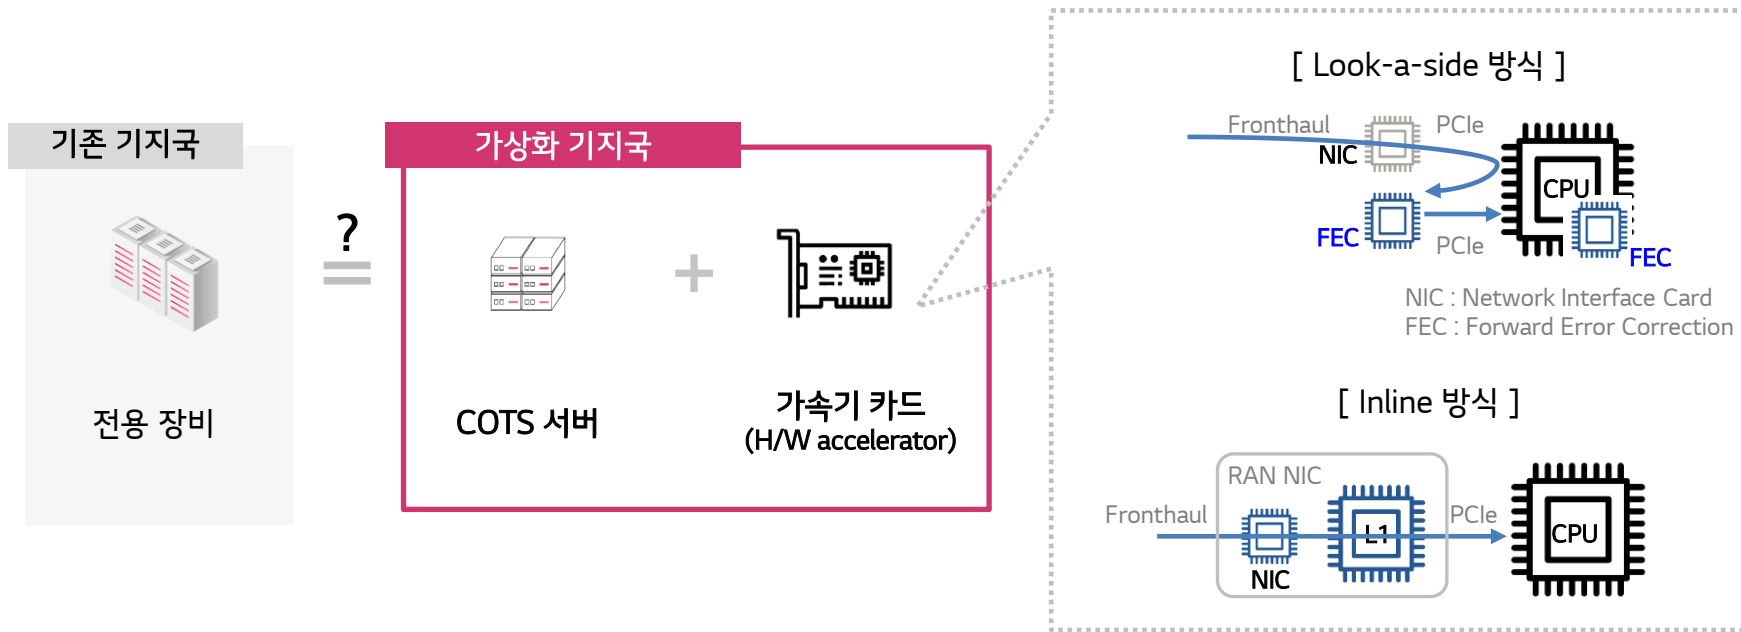 기존 기지국
전용 장비
?
=
가상화 기지국
COTS 서버
+
가속기 카드
(H/W accelerator)
[ Look-a-side 방식 ]
Fronthaul
NIC
PCIe
CPU
FEC
PCIe
FEC
NIC : Network Interface Card
FEC : Forward Error Correction
[ Inline 방식 ]
RAN NIC
Fronthaul
NIC
L1
PCIe
CPU